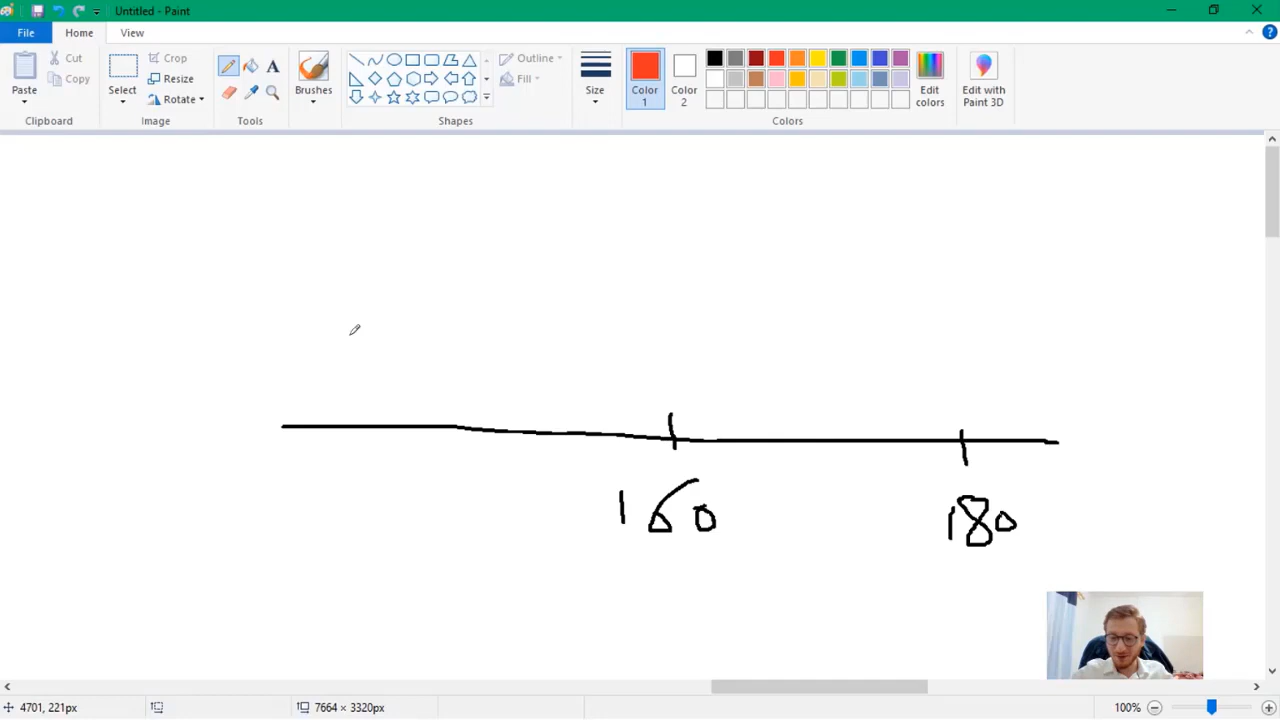 Untitled - Paint
File Home View
Paste
Cut
Copy
Clipboard
Select
Crop
Resize
Rotate
Image
A
Tools
Brushes
Shapes
Outline
Fill
Size
Color 1
Color 2
Edit colors
Colors
Edit with Paint 3D
160 180
4701, 221px 7664 × 3320px 100%